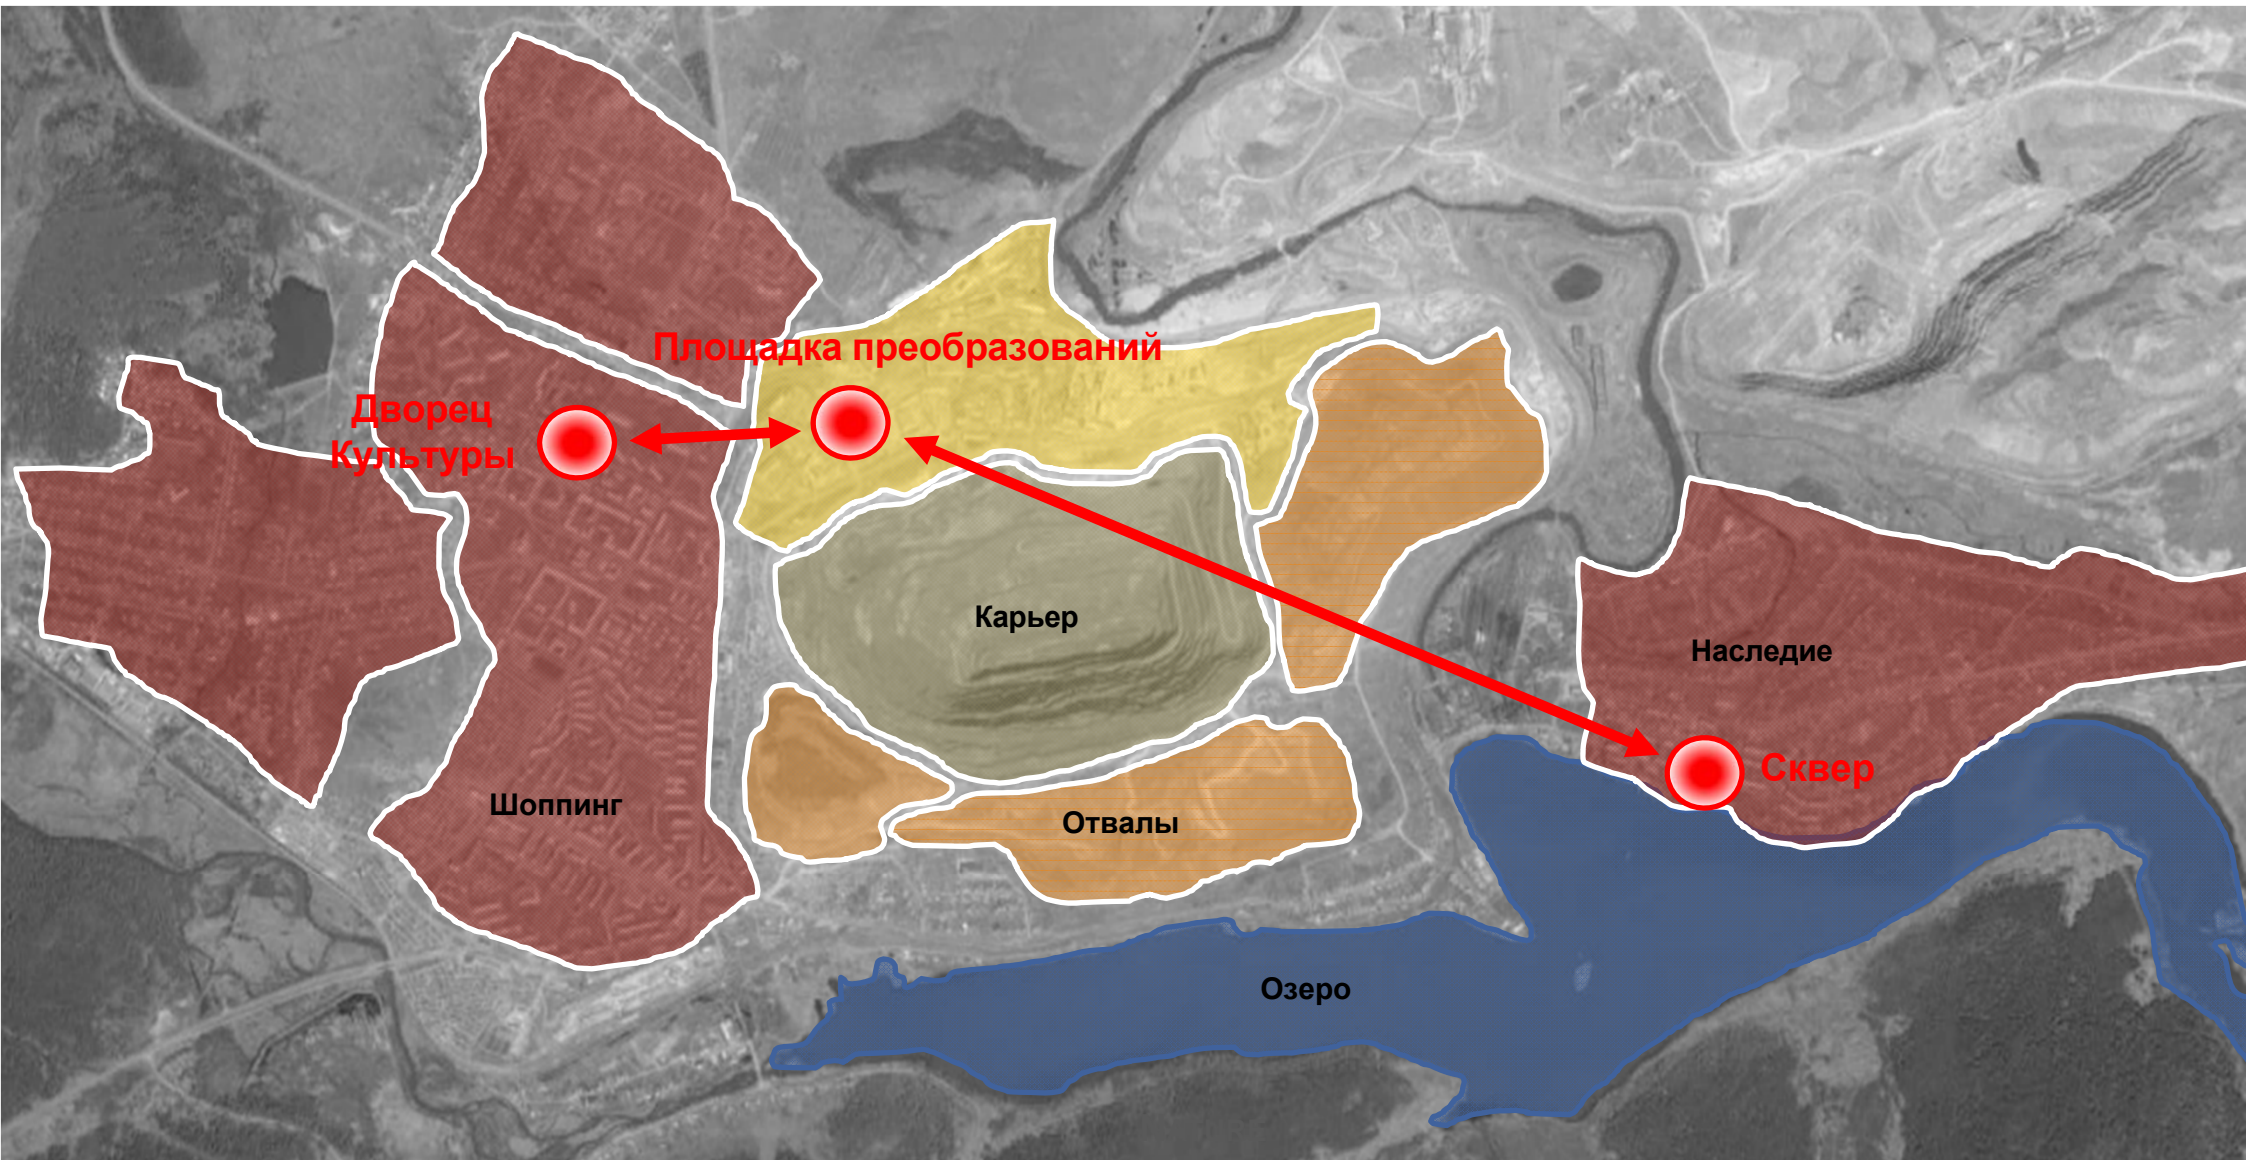 Площадка преобразований
Дворец
Культуры
Карьер
Наследие
Сквер
Шоппинг
Отвалы
Озеро